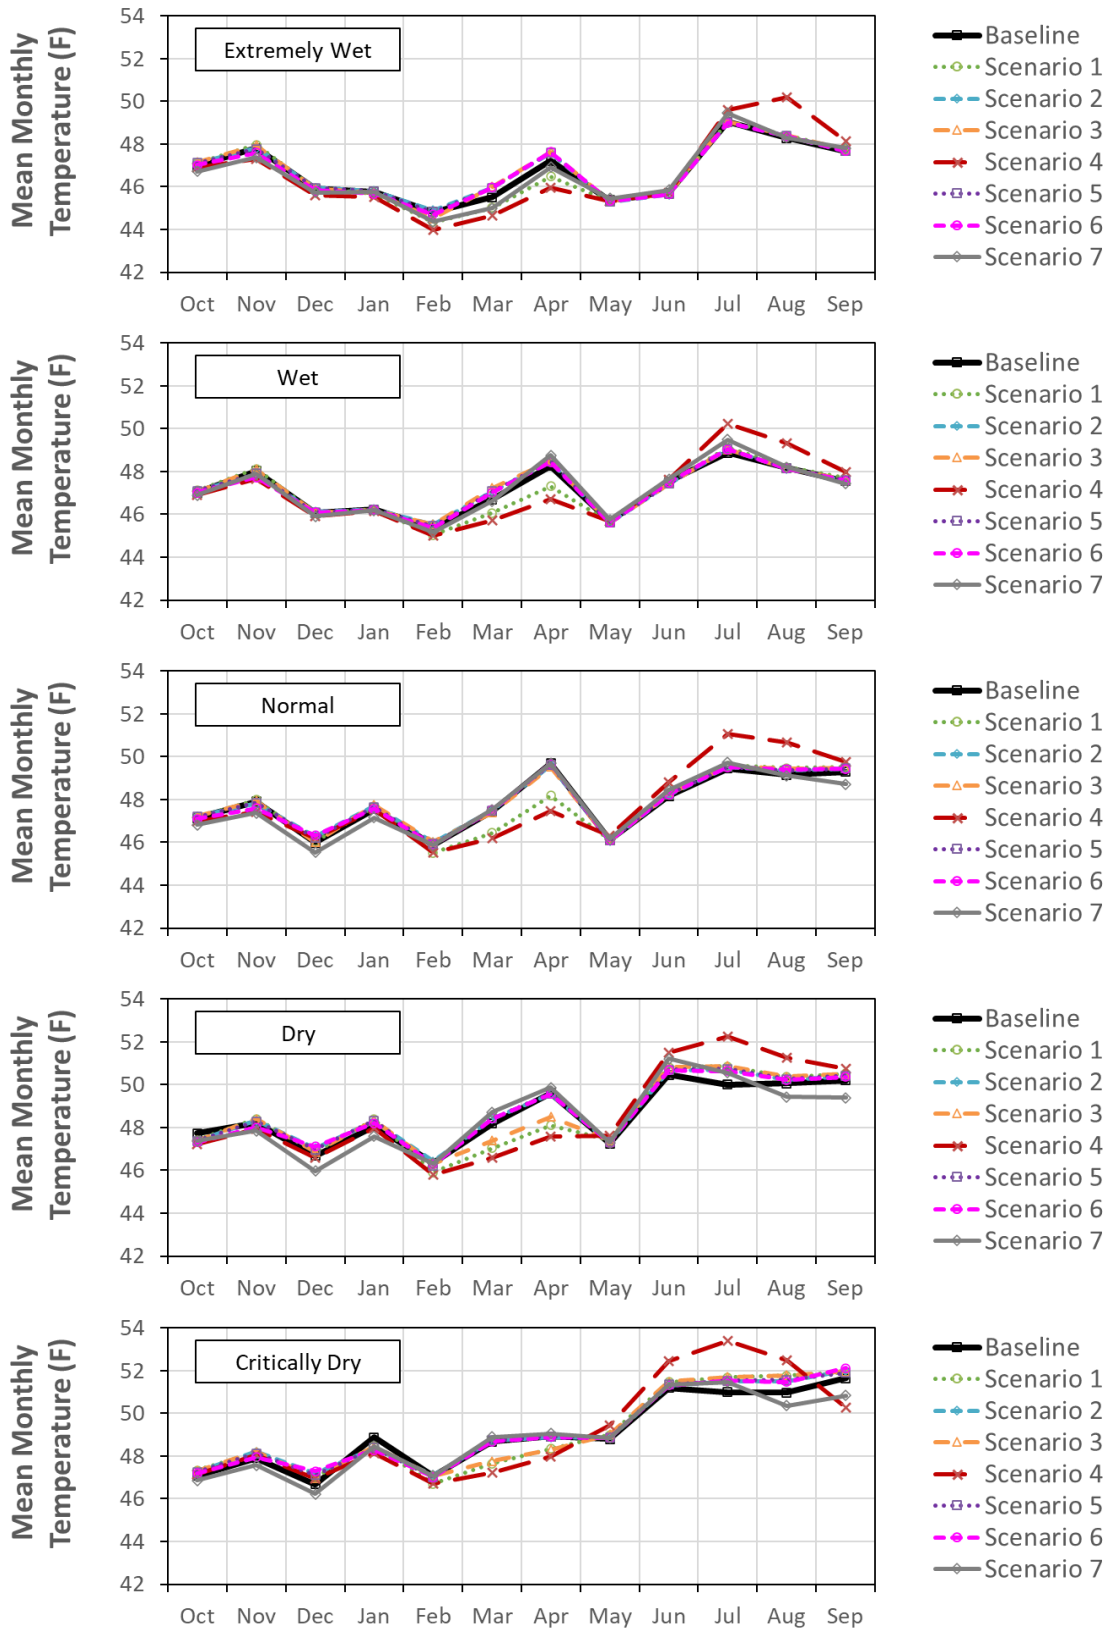 Mean Monthly
Temperature (F)
54
52
50
48
46
44
42
Extremely Wet
Oct Nov Dec Jan Feb Mar Apr May Jun Jul Aug Sep
Baseline
Scenario 1
Scenario 2
Scenario 3
Scenario 4
Scenario 5
Scenario 6
Scenario 7
Mean Monthly
Temperature (F)
54
52
50
48
46
44
42
Wet
Oct Nov Dec Jan Feb Mar Apr May Jun Jul Aug Sep
Baseline
Scenario 1
Scenario 2
Scenario 3
Scenario 4
Scenario 5
Scenario 6
Scenario 7
Mean Monthly
Temperature (F)
54
52
50
48
46
44
42
Normal
Oct Nov Dec Jan Feb Mar Apr May Jun Jul Aug Sep
Baseline
Scenario 1
Scenario 2
Scenario 3
Scenario 4
Scenario 5
Scenario 6
Scenario 7
Mean Monthly
Temperature (F)
54
52
50
48
46
44
42
Dry
Oct Nov Dec Jan Feb Mar Apr May Jun Jul Aug Sep
Baseline
Scenario 1
Scenario 2
Scenario 3
Scenario 4
Scenario 5
Scenario 6
Scenario 7
Mean Monthly
Temperature (F)
54
52
50
48
46
44
42
Critically Dry
Oct Nov Dec Jan Feb Mar Apr May Jun Jul Aug Sep
Baseline
Scenario 1
Scenario 2
Scenario 3
Scenario 4
Scenario 5
Scenario 6
Scenario 7